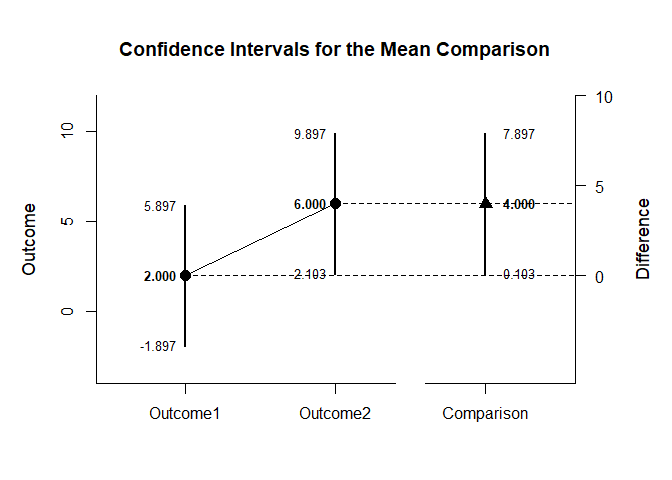 Confidence Intervals for the Mean Comparison
10
5
0
Outcome
5.897
2.000
-1.897
9.897
6.000
2.103
7.897
4.000
0.103
10
5
0
Difference
Outcome1
Outcome2
Comparison